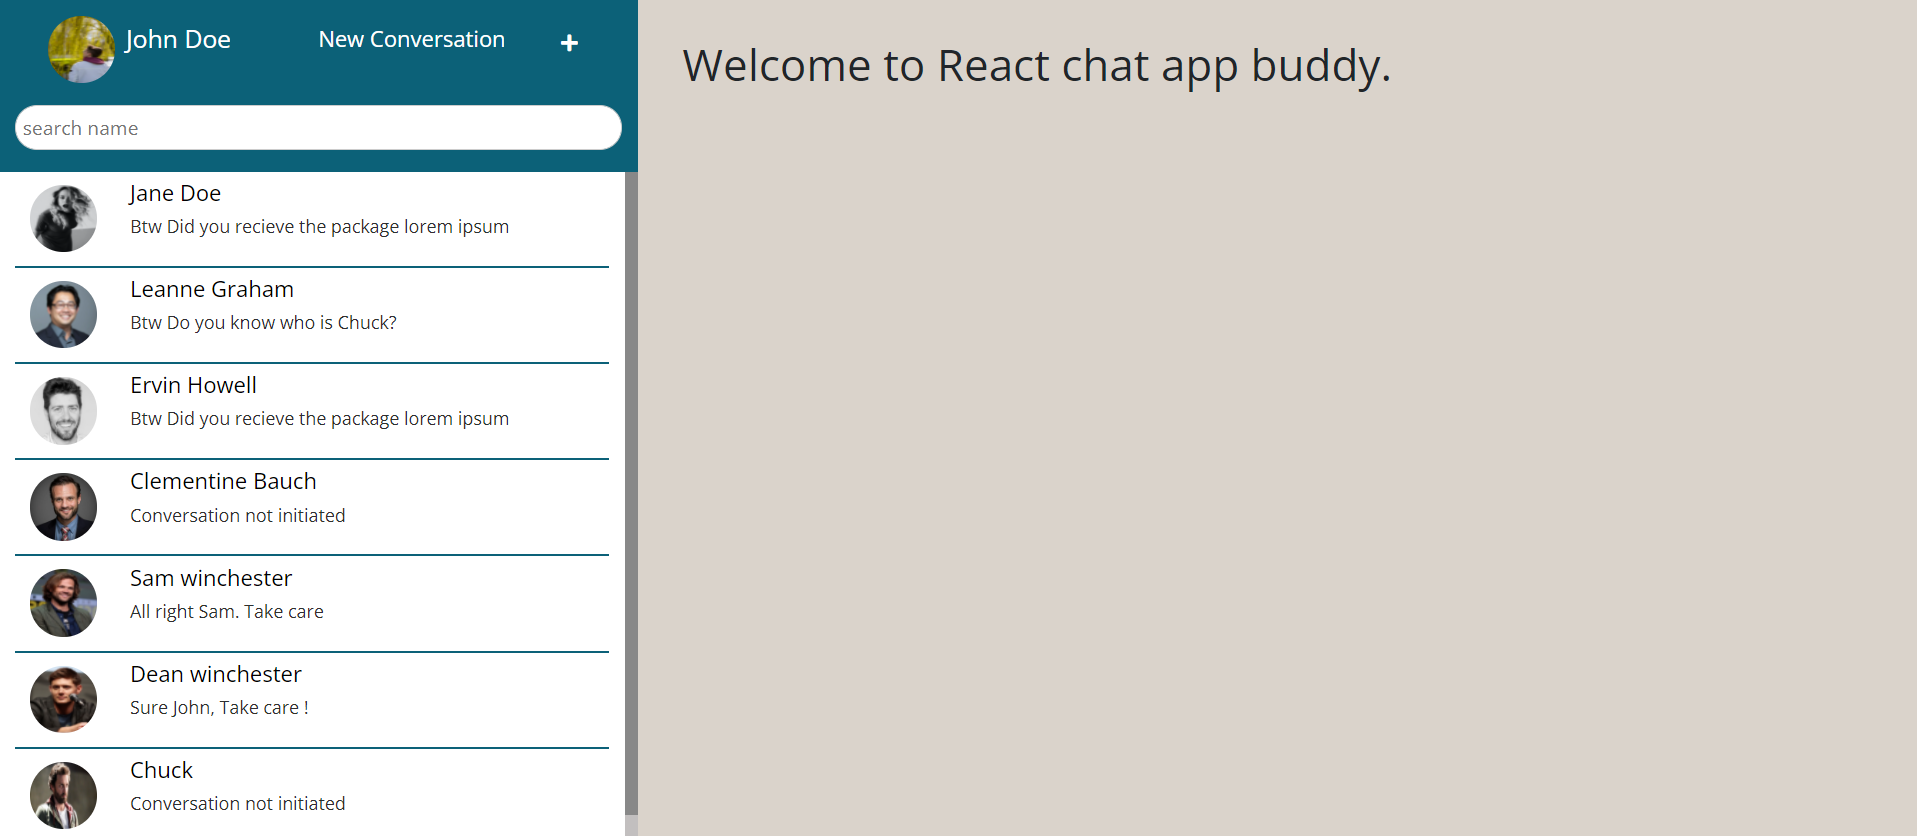 John Doe
New Conversation
+
search name
Welcome to React chat app buddy.
Jane Doe
Btw Did you recieve the package lorem ipsum
Leanne Graham
Btw Do you know who is Chuck?
Ervin Howell
Btw Did you recieve the package lorem ipsum
Clementine Bauch
Conversation not initiated
Sam winchester
All right Sam. Take care
Dean winchester
Sure John, Take care !
Chuck
Conversation not initiated